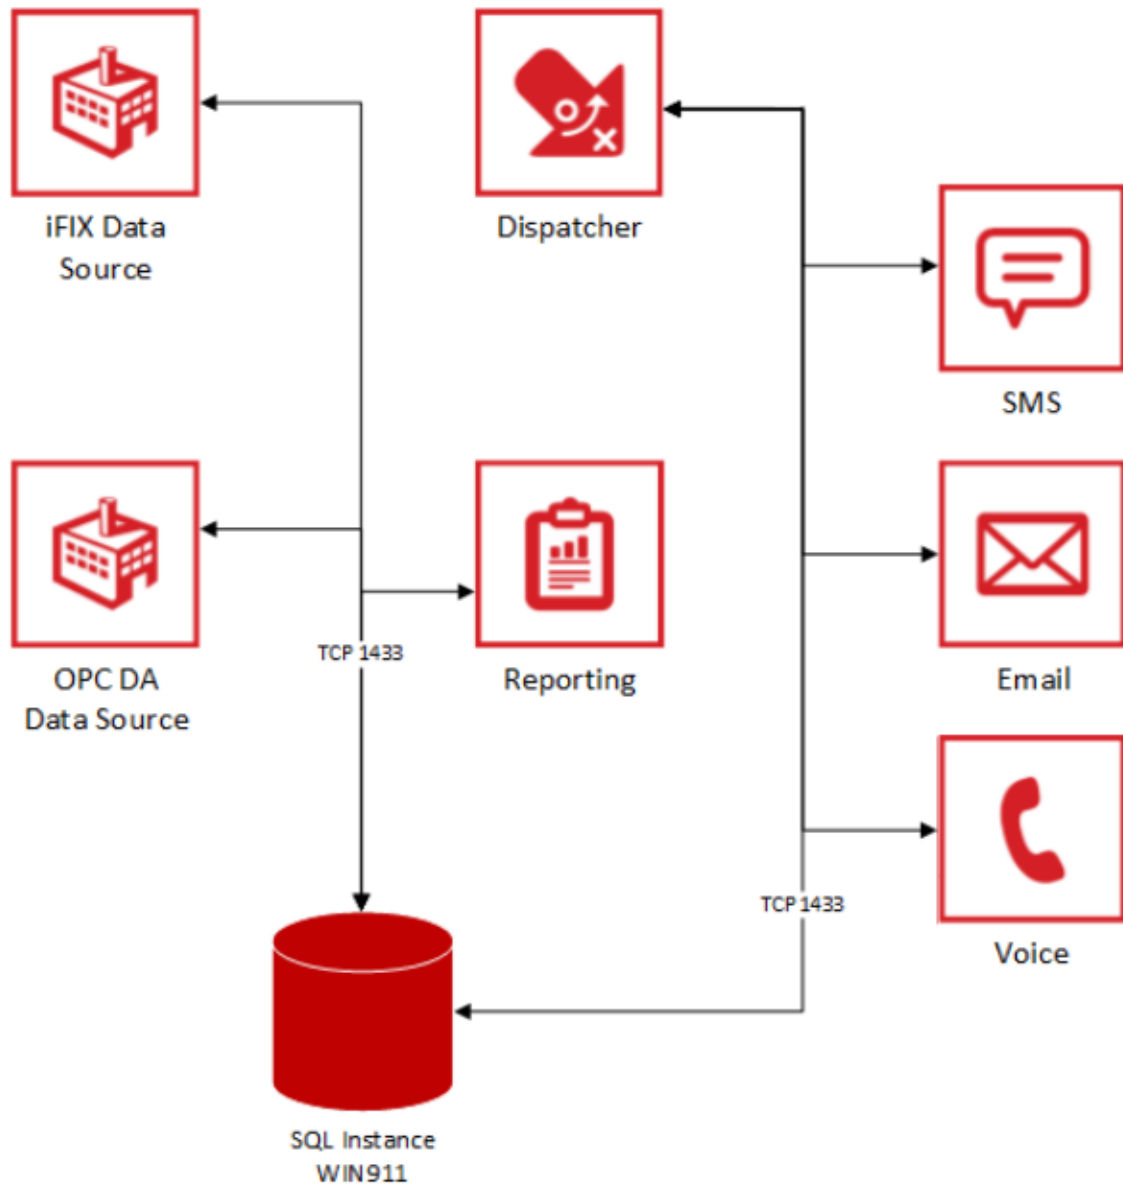 iFIX Data
Source
Dispatcher
SMS
OPC DA
Data Source
TCP 1433
Reporting
Email
TCP 1433
Voice
SQL Instance
WIN911